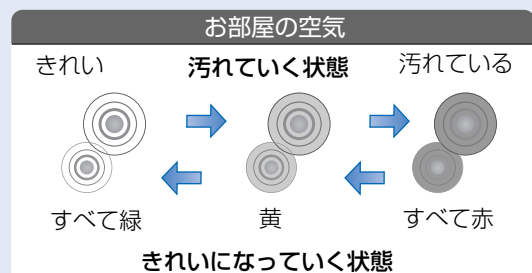 お部屋の空気
きれい
汚れていく状態
汚れている
すべて緑
黄
すべて赤
きれいになっていく状態